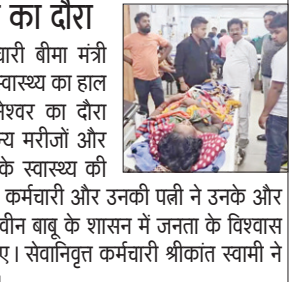 का दौरा
चारी बीमा मंत्री
स्वास्थ्य का हाल
श्वर का दौरा
न्य मरीजों और
के स्वास्थ्य की
कर्मचारी और उनकी पत्नी ने उनके और
वीन बाबू के शासन में जनता के विश्वास
ए। सेवानिवृत्त कर्मचारी श्रीकांत स्वामी ने